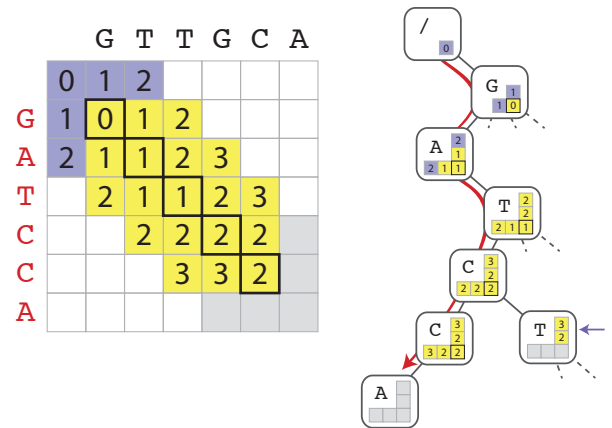 G T T G C A
0 1 2
G 1 0 1 2
A 2 1 1 2 3
T 2 1 1 2 3
C 2 2 2 2
C 3 3 2
A
/
0
G 1
1 0
A 2
1
2 1 1
T 2
2
2 1 1
C 3
2
2 2 2
C 3
2
3 2 2
T 3
2
A